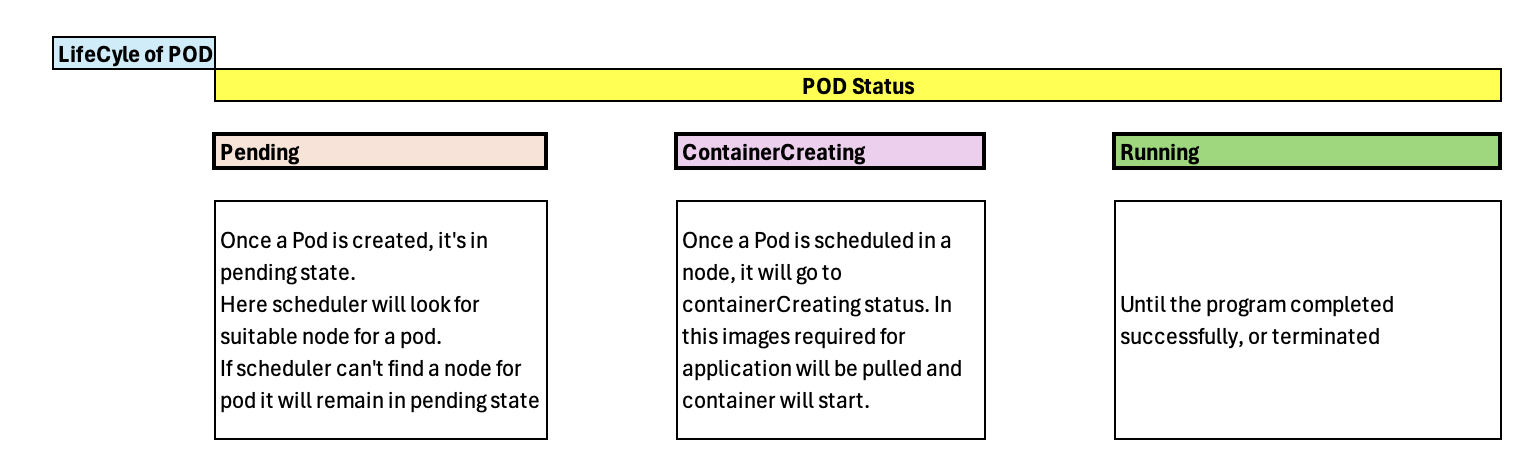 LifeCyle of POD
POD Status
Pending
ContainerCreating
Running
Once a Pod is created, it's in
pending state.
Here scheduler will look for
suitable node for a pod.
If scheduler can't find a node for
pod it will remain in pending state
Once a Pod is scheduled in a
node, it will go to
containerCreating status. In
this images required for
application will be pulled and
container will start.
Until the program completed
successfully, or terminated